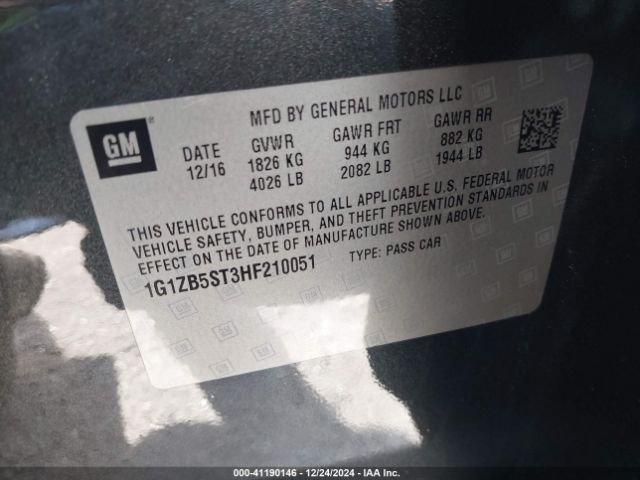 MFD BY GENERAL MOTORS LLC
GM
DATE GVWR GAWR FRT GAWR RR
12/16 1826 KG 944 KG 882 KG
4026 LB 2082 LB 1944 LB
THIS VEHICLE CONFORMS TO ALL APPLICABLE U.S. FEDERAL MOTOR
VEHICLE SAFETY, BUMPER, AND THEFT PREVENTION STANDARDS IN
EFFECT ON THE DATE OF MANUFACTURE SHOWN ABOVE.
1G1ZB5ST3HF210051 TYPE: PASS CAR
000-41190146 - 12/24/2024 - IAA Inc.